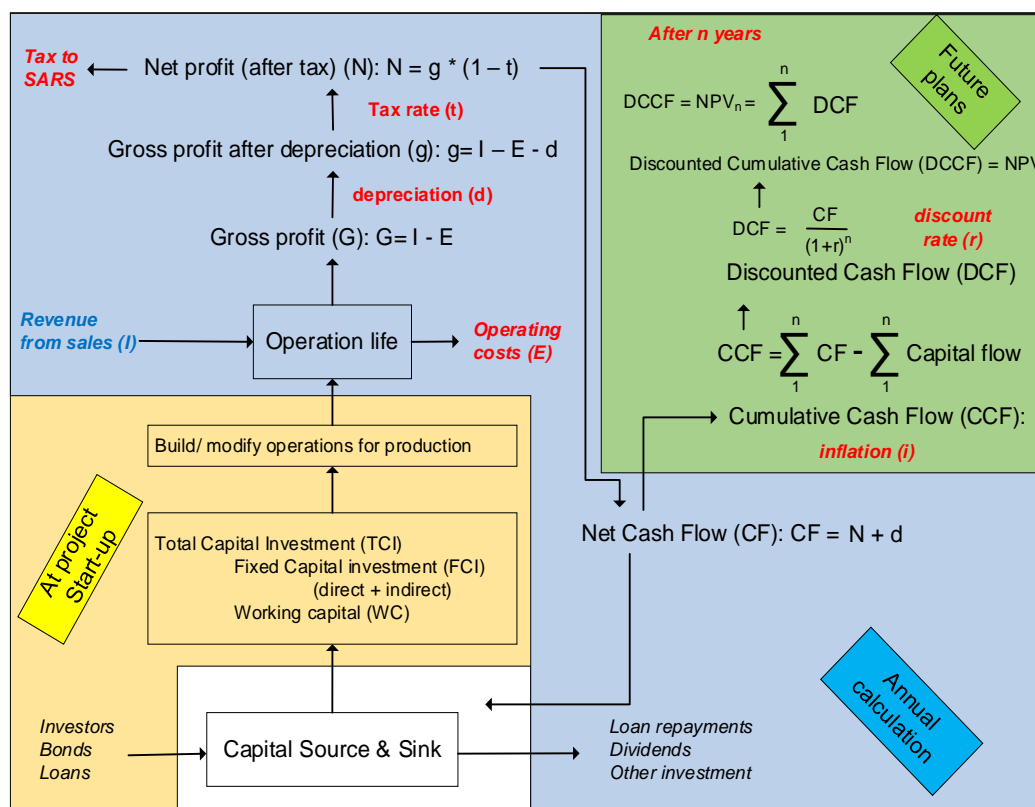 Tax to
SARS
Net profit (after tax) (N): N = g * (1 – t)
Tax rate (t)
Gross profit after depreciation (g): g= I – E - d
depreciation (d)
Gross profit (G): G= I - E
Revenue
from sales (I)
Operation life
Operating
costs (E)
Build/ modify operations for production
At project
Start-up
Total Capital Investment (TCI)
Fixed Capital investment (FCI)
(direct + indirect)
Working capital (WC)
Investors
Bonds
Loans
Capital Source & Sink
Loan repayments
Dividends
Other investment
Annual
calculation
Net Cash Flow (CF): CF = N + d
After n years
Future
plans
n
DCCF = NPVₙ= ∑ DCF
1
Discounted Cumulative Cash Flow (DCCF) = NPV
DCF = CF
(1+r)ⁿ
discount
rate (r)
Discounted Cash Flow (DCF)
n n
CCF = ∑ CF - ∑ Capital flow
1 1
Cumulative Cash Flow (CCF):
inflation (i)